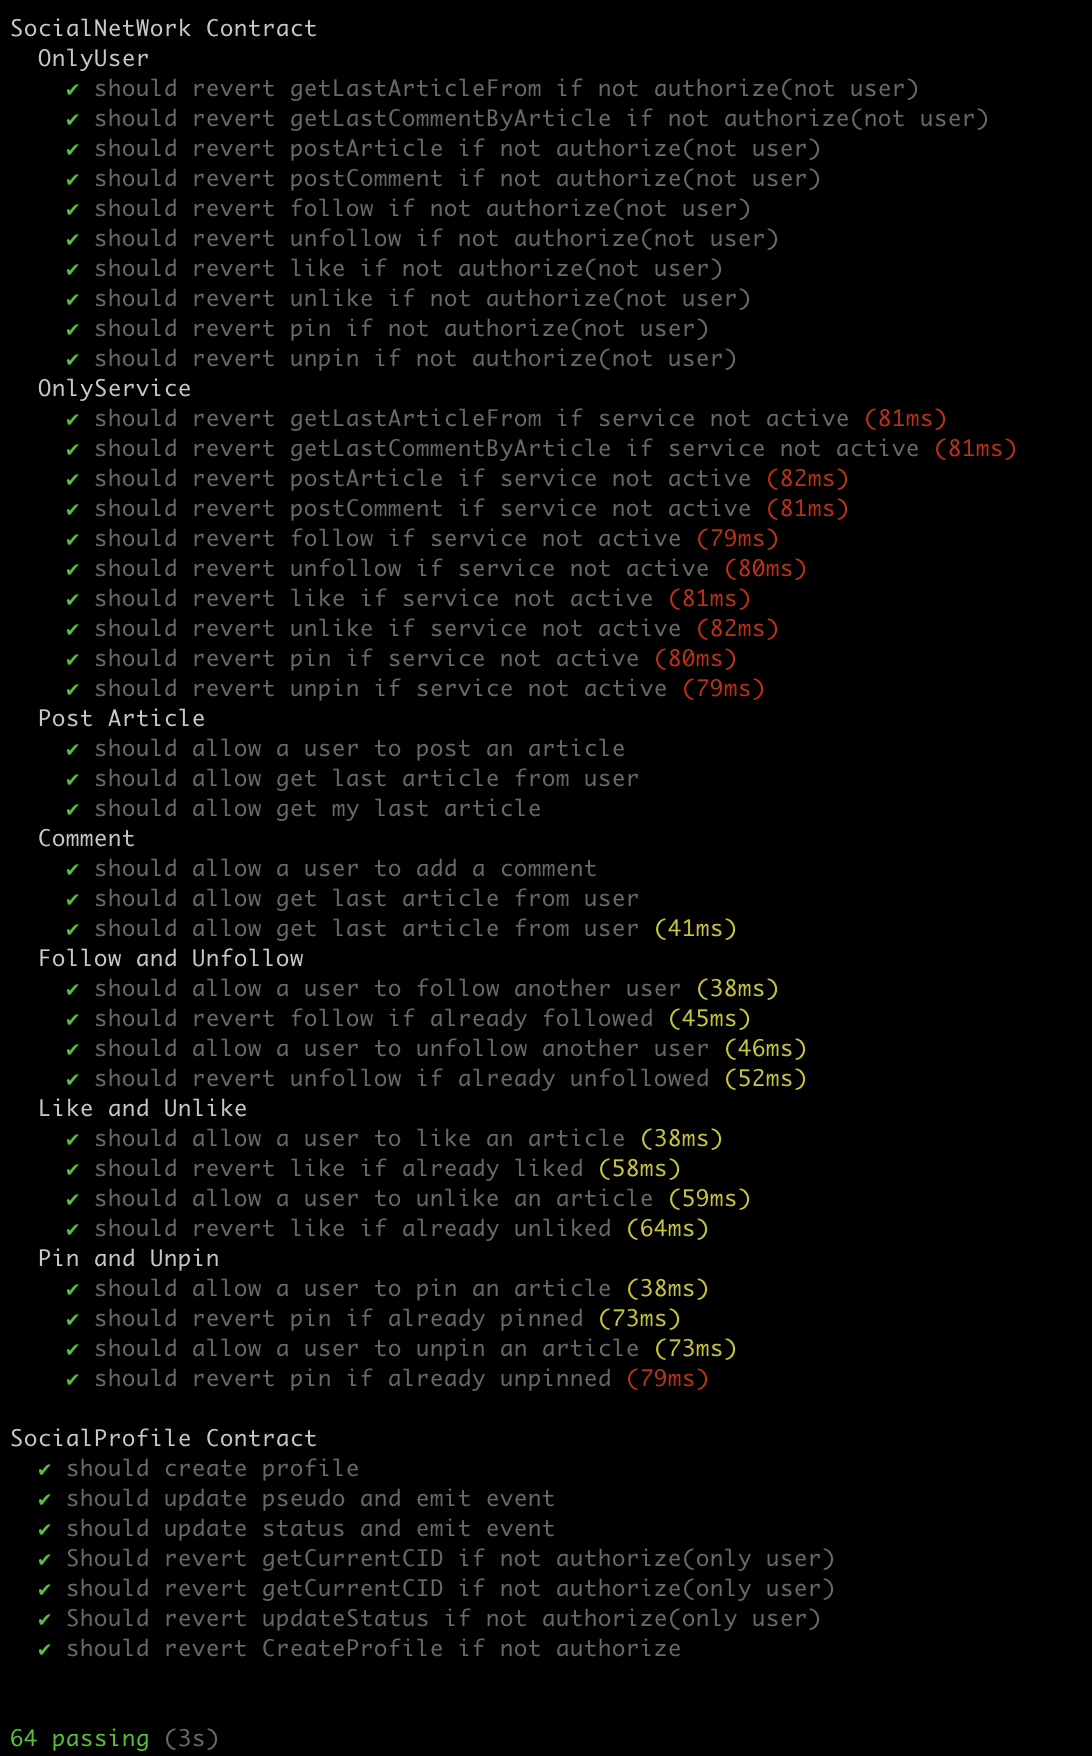 SocialNetWork Contract
OnlyUser
✔ should revert getLastArticleFrom if not authorize(not user)
✔ should revert getLastCommentByArticle if not authorize(not user)
✔ should revert postArticle if not authorize(not user)
✔ should revert postComment if not authorize(not user)
✔ should revert follow if not authorize(not user)
✔ should revert unfollow if not authorize(not user)
✔ should revert like if not authorize(not user)
✔ should revert unlike if not authorize(not user)
✔ should revert pin if not authorize(not user)
✔ should revert unpin if not authorize(not user)
OnlyService
✔ should revert getLastArticleFrom if service not active (81ms)
✔ should revert getLastCommentByArticle if service not active (81ms)
✔ should revert postArticle if service not active (82ms)
✔ should revert postComment if service not active (81ms)
✔ should revert follow if service not active (79ms)
✔ should revert unfollow if service not active (80ms)
✔ should revert like if service not active (81ms)
✔ should revert unlike if service not active (82ms)
✔ should revert pin if service not active (80ms)
✔ should revert unpin if service not active (79ms)
Post Article
✔ should allow a user to post an article
✔ should allow get last article from user
✔ should allow get my last article
Comment
✔ should allow a user to add a comment
✔ should allow get last article from user
✔ should allow get last article from user (41ms)
Follow and Unfollow
✔ should allow a user to follow another user (38ms)
✔ should revert follow if already followed (45ms)
✔ should allow a user to unfollow another user (46ms)
✔ should revert unfollow if already unfollowed (52ms)
Like and Unlike
✔ should allow a user to like an article (38ms)
✔ should revert like if already liked (58ms)
✔ should allow a user to unlike an article (59ms)
✔ should revert like if already unliked (64ms)
Pin and Unpin
✔ should allow a user to pin an article (38ms)
✔ should revert pin if already pinned (73ms)
✔ should allow a user to unpin an article (73ms)
✔ should revert pin if already unpinned (79ms)
SocialProfile Contract
✔ should create profile
✔ should update pseudo and emit event
✔ should update status and emit event
✔ Should revert getCurrentCID if not authorize(only user)
✔ should revert getCurrentCID if not authorize(only user)
✔ Should revert updateStatus if not authorize(only user)
✔ should revert CreateProfile if not authorize
64 passing (3s)